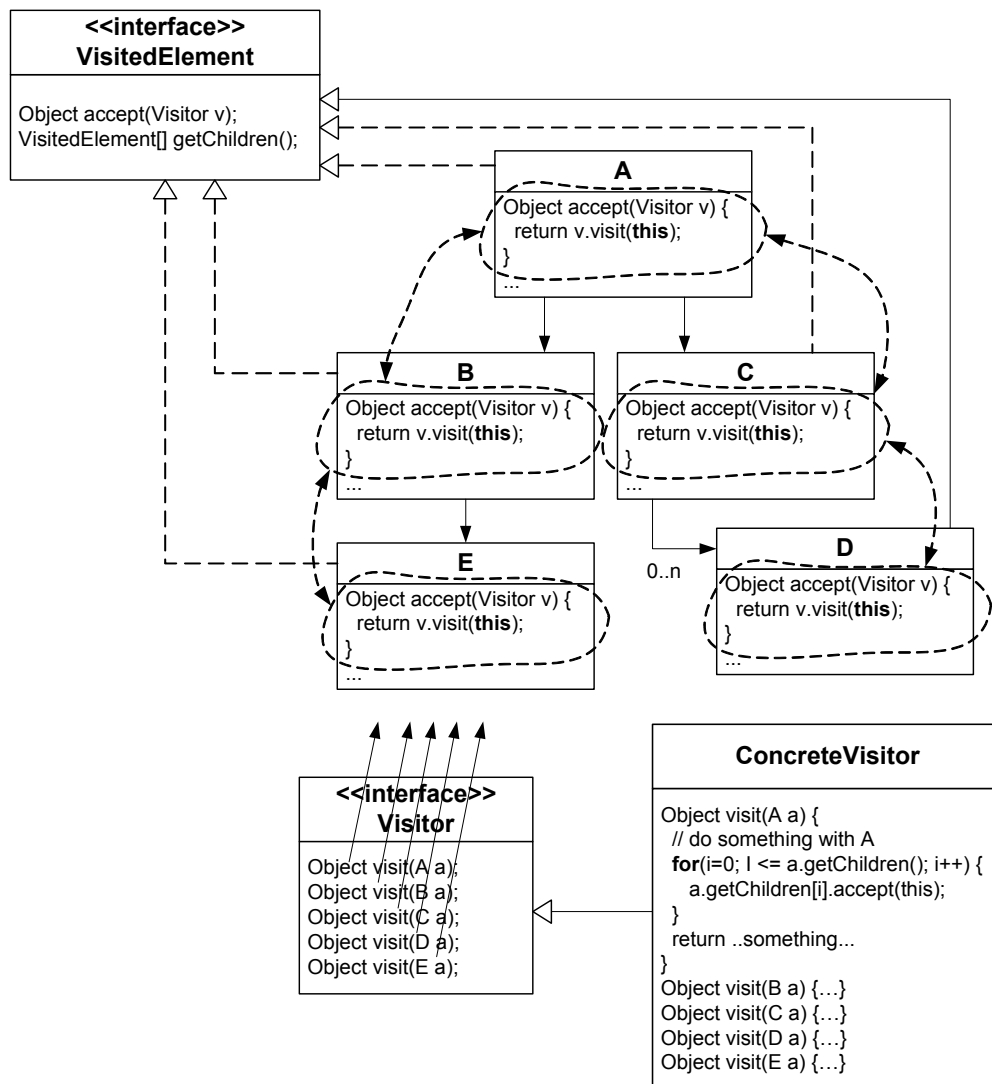 <<interface>>
VisitedElement
Object accept(Visitor v);
VisitedElement[] getChildren();
A
Object accept(Visitor v) {
return v.visit(this);
}
...
B
Object accept(Visitor v) {
return v.visit(this);
}
...
C
Object accept(Visitor v) {
return v.visit(this);
}
...
E
Object accept(Visitor v) {
return v.visit(this);
}
...
0..n
D
Object accept(Visitor v) {
return v.visit(this);
}
...
<<interface>>
Visitor
Object visit(A a);
Object visit(B a);
Object visit(C a);
Object visit(D a);
Object visit(E a);
ConcreteVisitor
Object visit(A a) {
// do something with A
for(i=0; I <= a.getChildren(); i++) {
a.getChildren[i].accept(this);
}
return ..something...
}
Object visit(B a) {…}
Object visit(C a) {…}
Object visit(D a) {…}
Object visit(E a) {…}